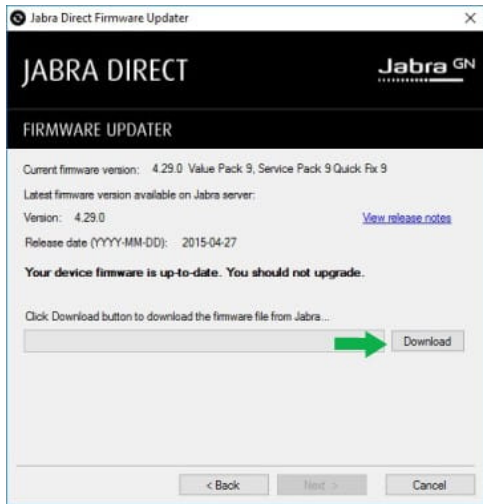 Jabra Direct Firmware Updater
JABRA DIRECT
Jabra GN
FIRMWARE UPDATER
Current firmware version: 4.29.0 Value Pack 9, Service Pack 9 Quick Fix 9
Latest firmware version available on Jabra server:
Version: 4.29.0
View release notes
Release date (YYYY-MM-DD): 2015-04-27
Your device firmware is up-to-date. You should not upgrade.
Click Download button to download the firmware file from Jabra...
Download
< Back
Next >
Cancel